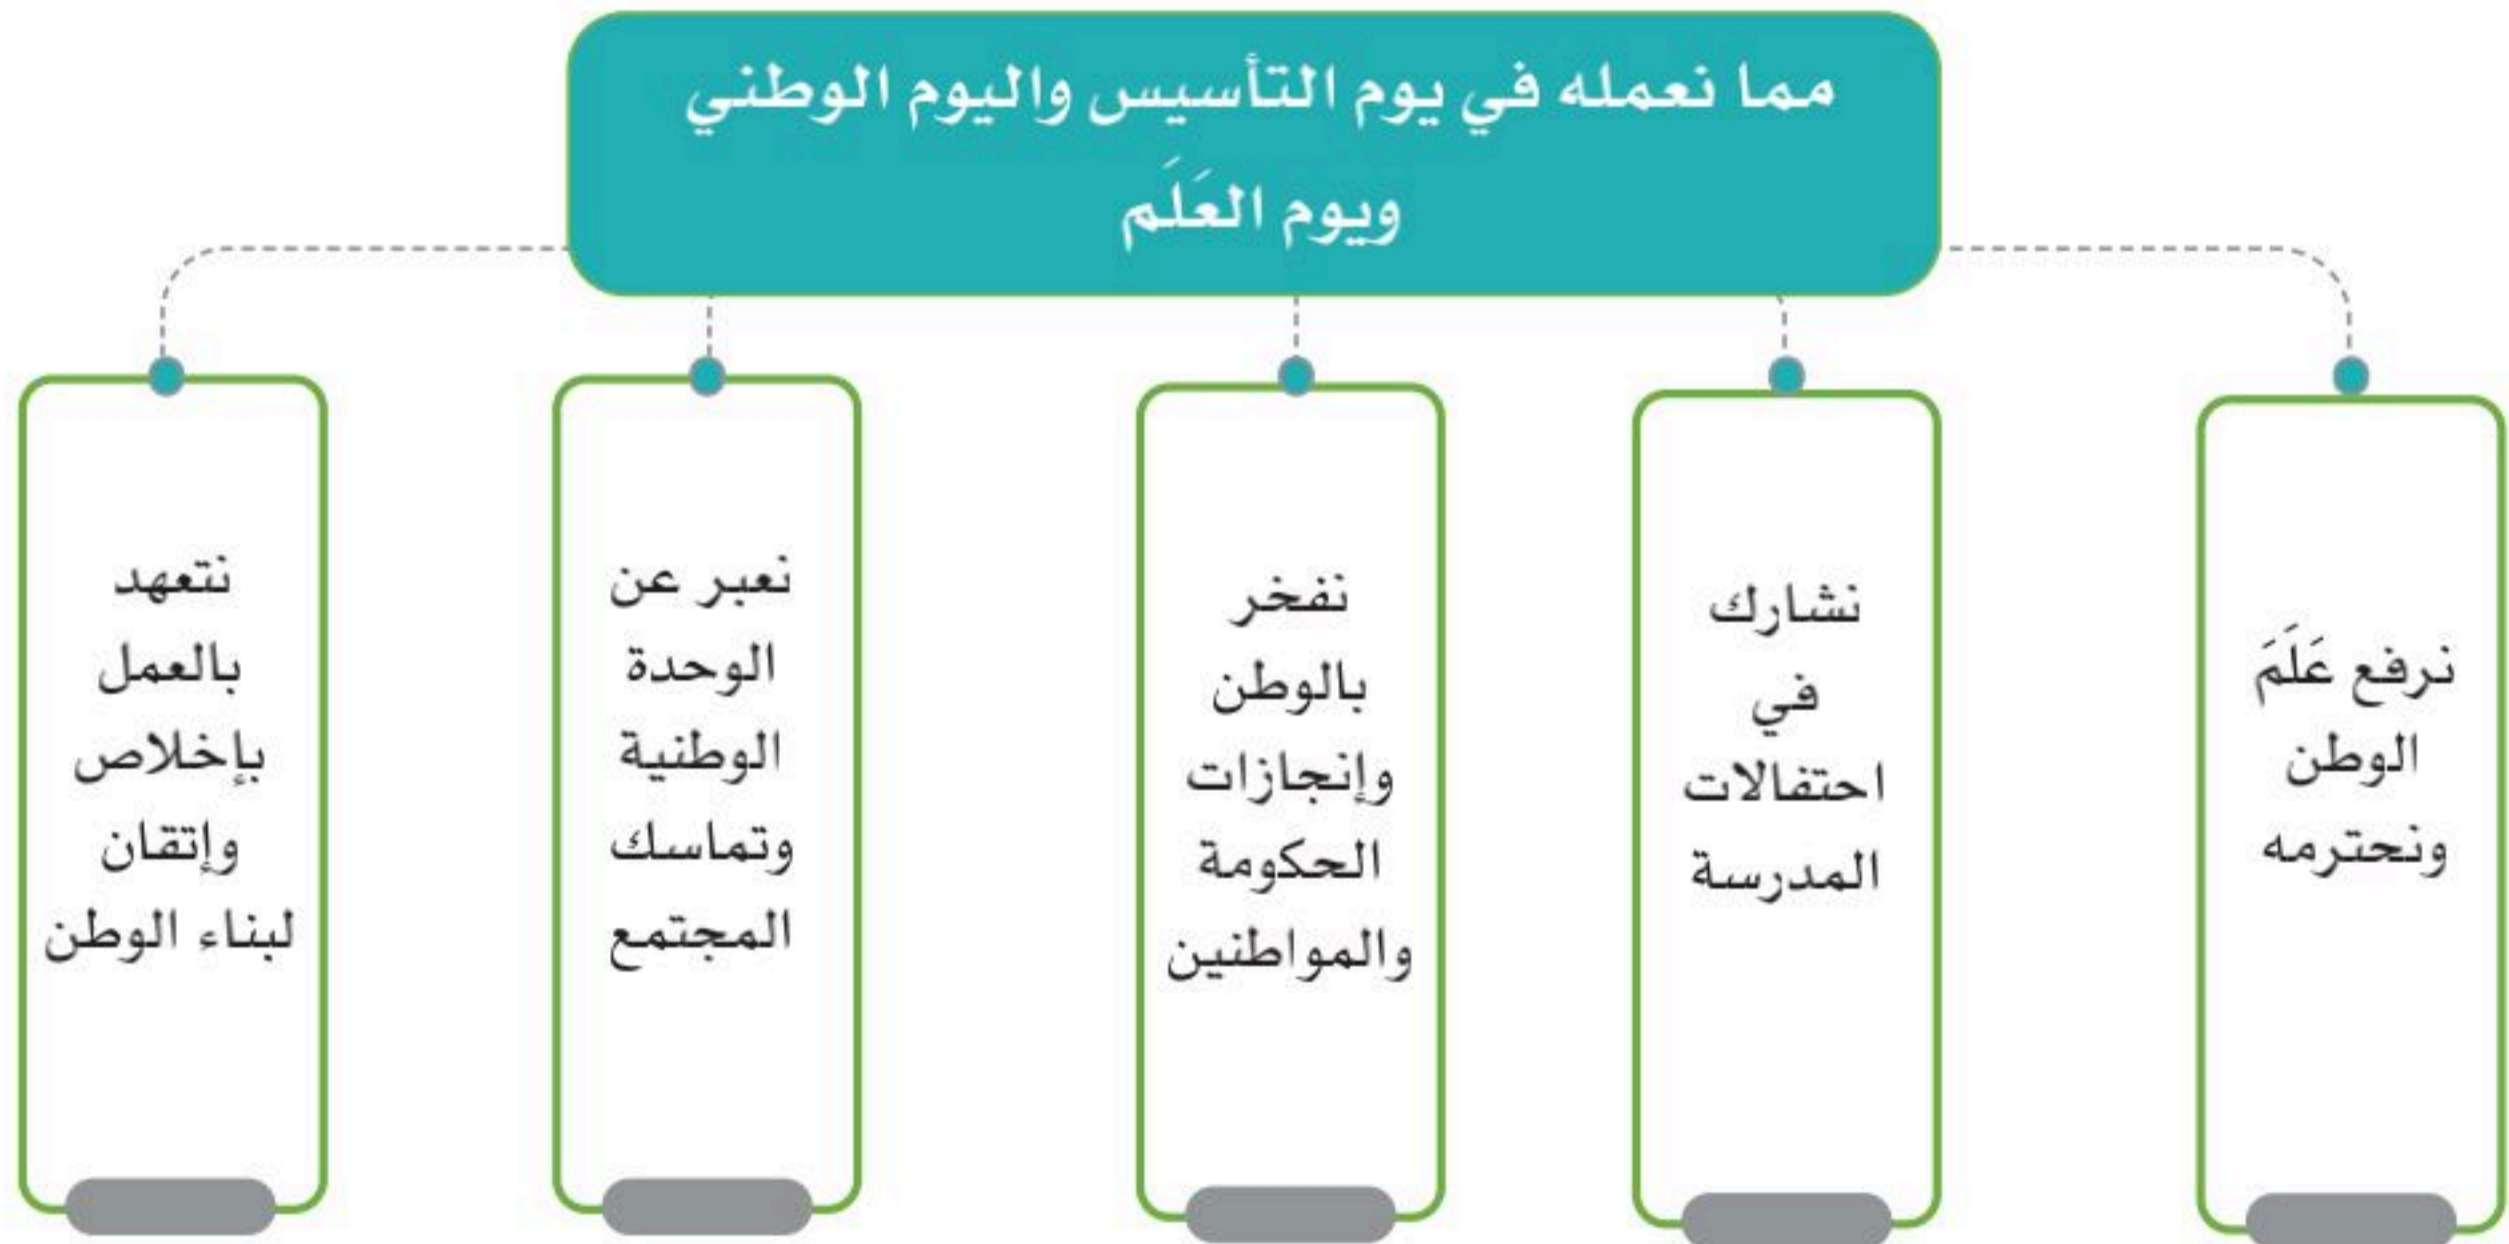 مما نعمله في يوم التأسيس واليوم الوطني
ويوم العَلَم
نرفع عَلَمَ
الوطن
ونحترمه
نشارك
في
احتفالات
المدرسة
نفخر
بالوطن
وإنجازات
الحكومة
والمواطنين
نعبر عن
الوحدة
الوطنية
وتماسك
المجتمع
نتعهد
بالعمل
بإخلاص
وإتقان
لبناء الوطن